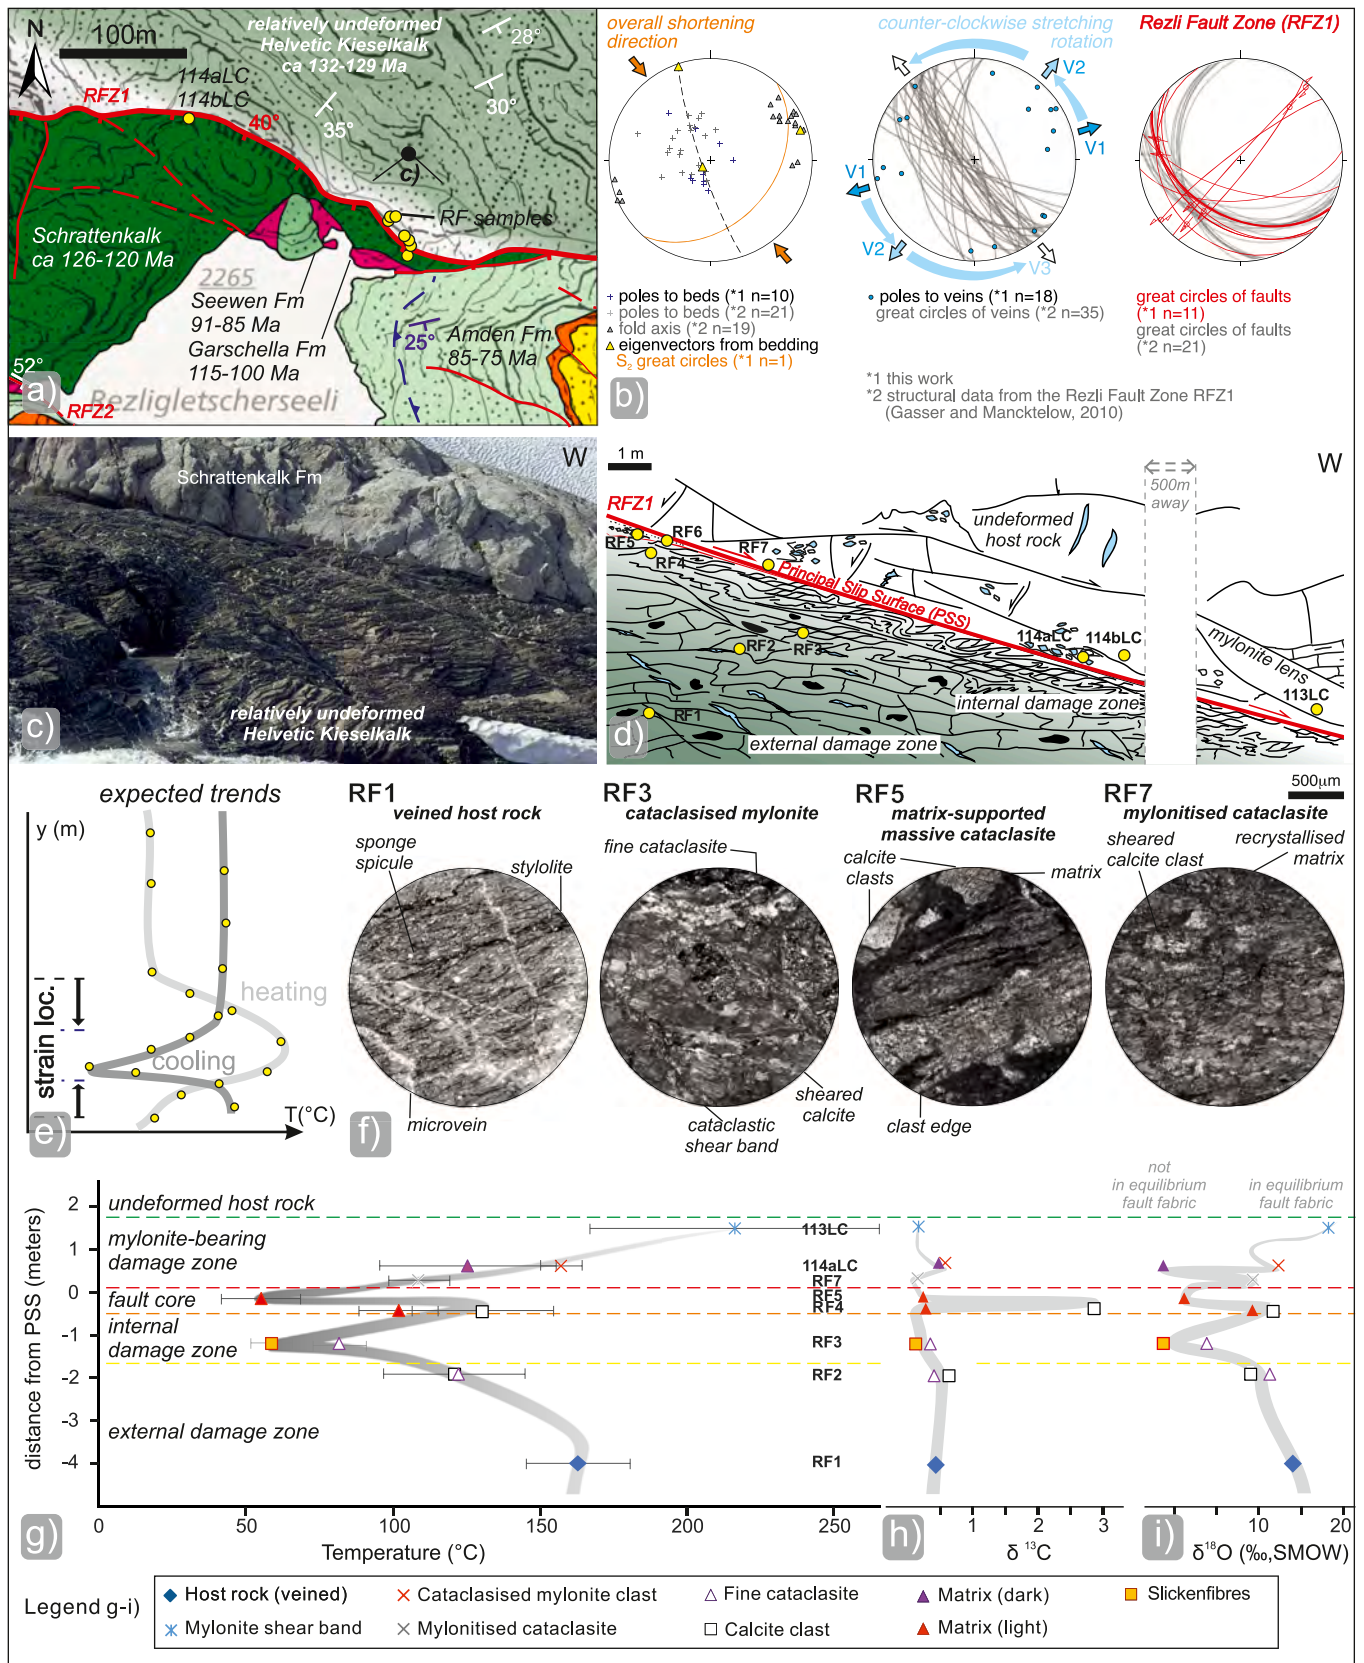 N
100m
relatively undeformed
Helvetic Kieselkalk
ca 132-129 Ma
28°
30°
35°
114aLC
114bLC
RFZ1
40°
c)
RF samples
Schrattenkalk
ca 126-120 Ma
2265
Seewen Fm
91-85 Ma
Garschella Fm
115-100 Ma
25°
Amden Fm
85-75 Ma
52°
a)
Rezligletscherseeli
RFZ2
overall shortening
direction
counter-clockwise stretching
rotation
Rezli Fault Zone (RFZ1)
V2
V1
V1
V2
V3
poles to beds (*1 n=10)
poles to beds (*2 n=21)
fold axis (*2 n=19)
eigenvectors from bedding
S2 great circles (*1 n=1)
poles to veins (*1 n=18)
great circles of veins (*2 n=35)
great circles of faults
(*1 n=11)
great circles of faults
(*2 n=21)
*1 this work
*2 structural data from the Rezli Fault Zone RFZ1
(Gasser and Mancktelow, 2010)
b)
Schrattenkalk Fm
W
relatively undeformed
Helvetic Kieselkalk
c)
1 m
500m
away
W
RFZ1
undeformed
host rock
RF5
RF6
RF4
RF7
Principal Slip Surface (PSS)
RF2
RF3
114aLC
114bLC
mylonite lens
113LC
RF1
internal damage zone
external damage zone
d)
expected trends
y (m)
heating
strain loc.
cooling
T(°C)
e)
500µm
RF1
veined host rock
sponge
spicule
stylolite
microvein
RF3
cataclasised mylonite
fine cataclasite
sheared
calcite
cataclastic
shear band
RF5
matrix-supported
massive cataclasite
calcite
clasts
matrix
clast edge
RF7
mylonitised cataclasite
sheared
calcite clast
recrystallised
matrix
f)
not
in equilibrium
fault fabric
in equilibrium
fault fabric
distance from PSS (meters)
2
1
0
-1
-2
-3
-4
undeformed host rock
mylonite-bearing
damage zone
fault core
internal
damage zone
external damage zone
113LC
114aLC
RF7
RF5
RF4
RF3
RF2
RF1
g)
0
50
100
150
200
250
Temperature (°C)
h)
1
2
3
δ 13C
i)
10
15
20
δ18O (‰,SMOW)
Legend g-i)
Host rock (veined)
Cataclasised mylonite clast
Fine cataclasite
Matrix (dark)
Slickenfibres
Mylonite shear band
Mylonitised cataclasite
Calcite clast
Matrix (light)